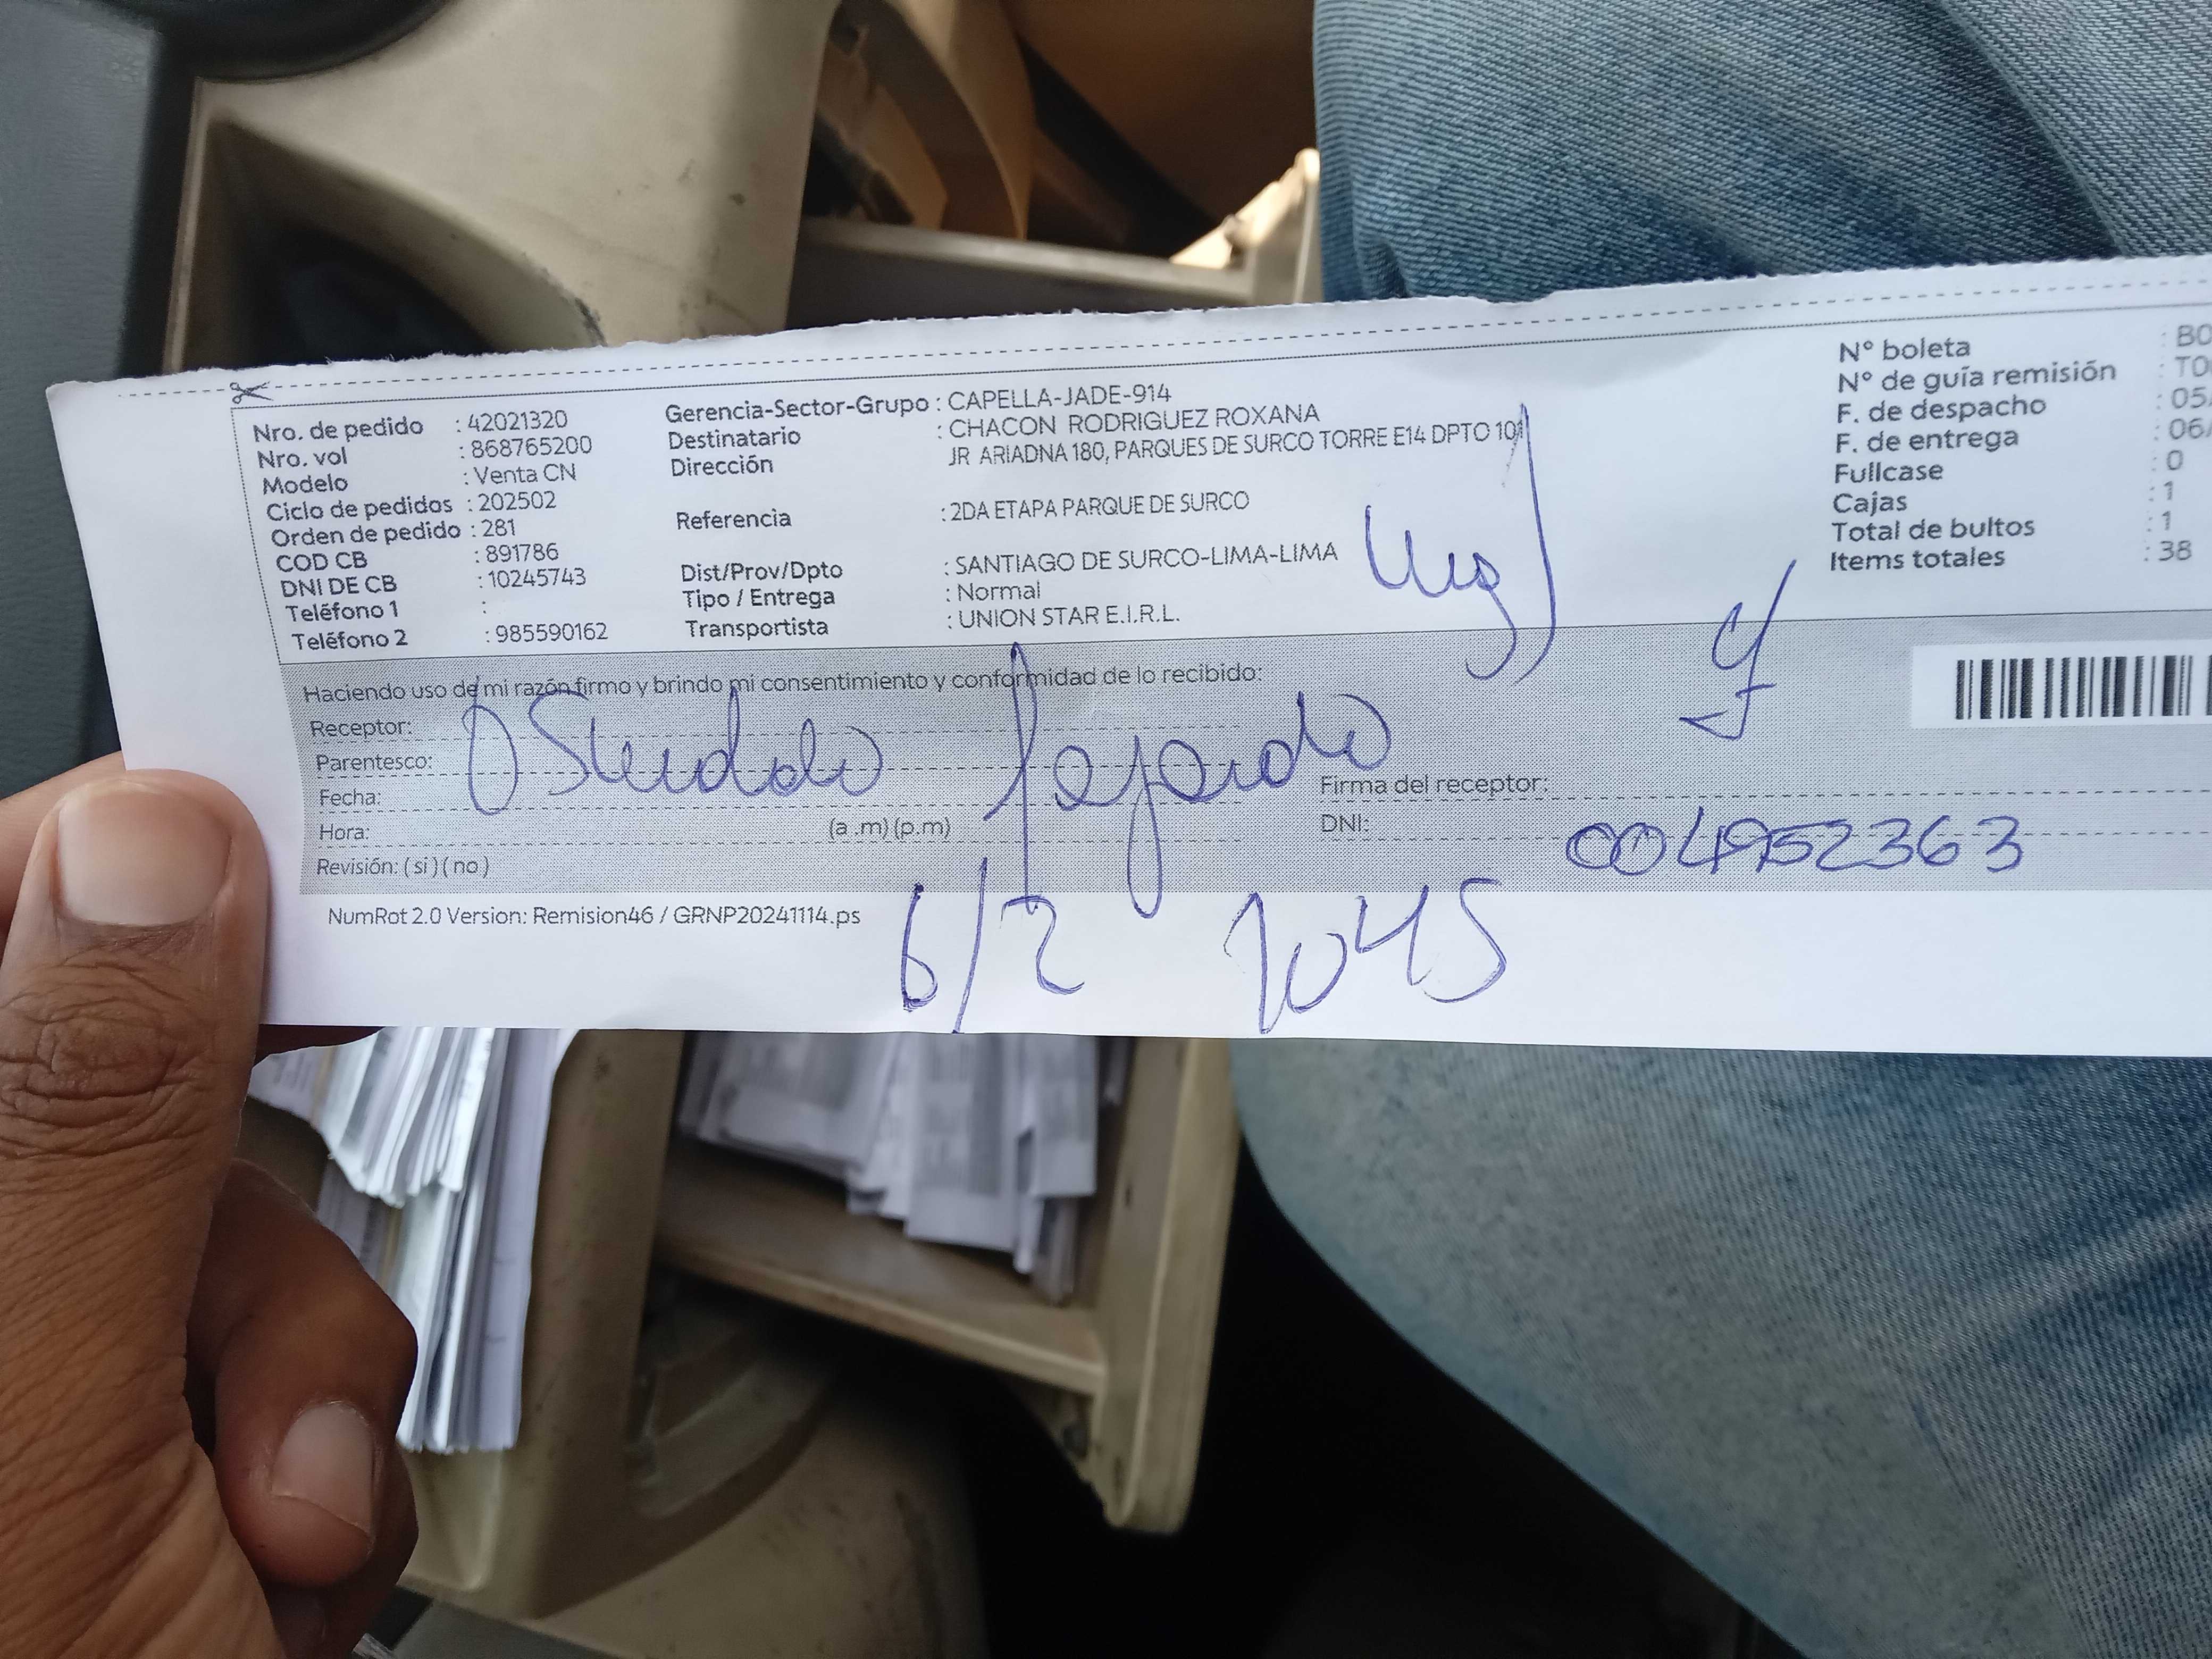 Nro. de pedido : 42021320
Nro. vol : 868765200
Modelo : Venta CN
Ciclo de pedidos : 202502
Orden de pedido : 281
COD CB : 891786
DNI DE CB : 10245743
Teléfono 1 :
Teléfono 2 : 985590162
Gerencia-Sector-Grupo : CAPELLA-JADE-914
Destinatario : CHACON RODRIGUEZ ROXANA
Dirección JR ARIADNA 180, PARQUES DE SURCO TORRE E14 DPTO 101
Referencia : 2DA ETAPA PARQUE DE SURCO
Dist/Prov/Dpto : SANTIAGO DE SURCO-LIMA-LIMA
Tipo / Entrega : Normal
Transportista : UNION STAR E.I.R.L.
N° boleta : B0
N° de guía remisión : T0
F. de despacho : 05/
F. de entrega : 06/
Fullcase : 0
Cajas : 1
Total de bultos : 1
Items totales : 38
Haciendo uso de mi razón firmo y brindo mi consentimiento y conformidad de lo recibido:
Receptor:
Parentesco:
Fecha:
Hora: (a .m) (p.m)
Revisión: ( si ) ( no )
Firma del receptor:
DNI: 004952363
NumRot 2.0 Version: Remision46 / GRNP20241114.ps
6/2 1045